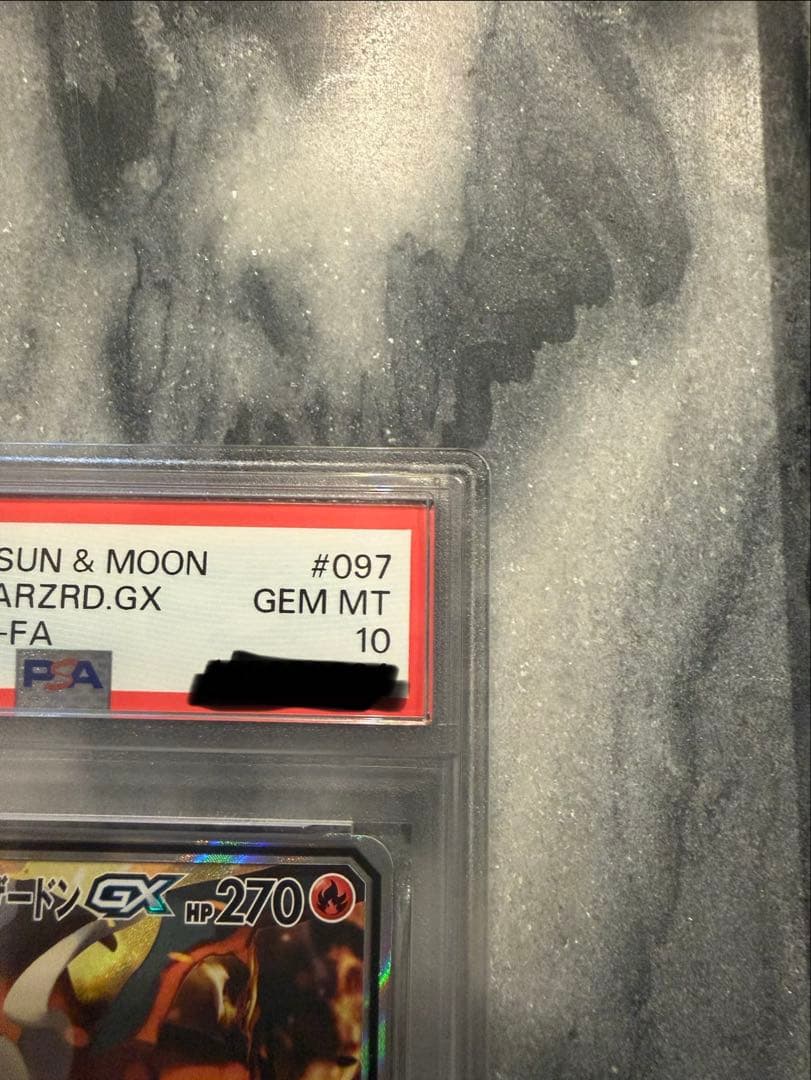 SUN & MOON #097
ARZRD.GX GEM MT
-FA 10
PSA
ードンGX HP270